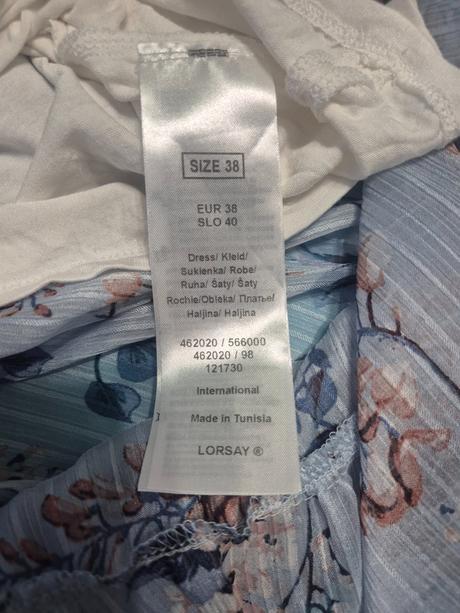 SIZE 38
EUR 38
SLO 40
Dress/ Kleid/
Sukienka/ Robe/
Ruha/ Šaty/ Šaty
Rochie/Obleka/ Платье/
Haljina/ Haljina
462020 / 566000
462020 / 98
121730
International
Made in Tunisia
LORSAY ®